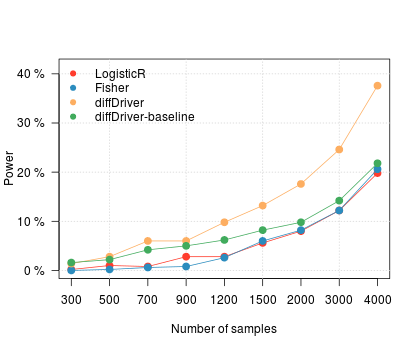 40 %
30 %
20 %
10 %
0 %
Power
LogisticR
Fisher
diffDriver
diffDriver-baseline
300 500 700 900 1200 1500 2000 3000 4000
Number of samples